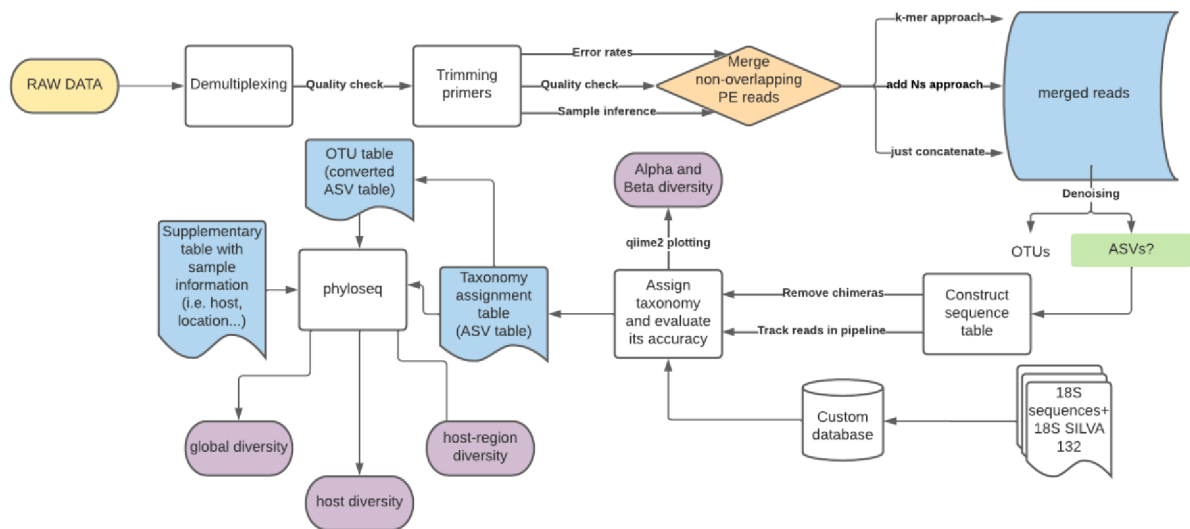 RAW DATA
Demultiplexing
Quality check
Trimming
primers
Error rates
Quality check
Sample inference
Merge
non-overlapping
PE reads
k-mer approach
add Ns approach
just concatenate
merged reads
Denoising
OTUs
ASVs?
Construct
sequence
table
Remove chimeras
Track reads in pipeline
18S
sequences+
18S SILVA
132
Custom
database
Assign
taxonomy
and evaluate
its accuracy
qiime2 plotting
Alpha and
Beta diversity
Taxonomy
assignment
table
(ASV table)
OTU table
(converted
ASV table)
Supplementary
table with
sample
information
(i.e. host,
location...)
phyloseq
global diversity
host diversity
host-region
diversity